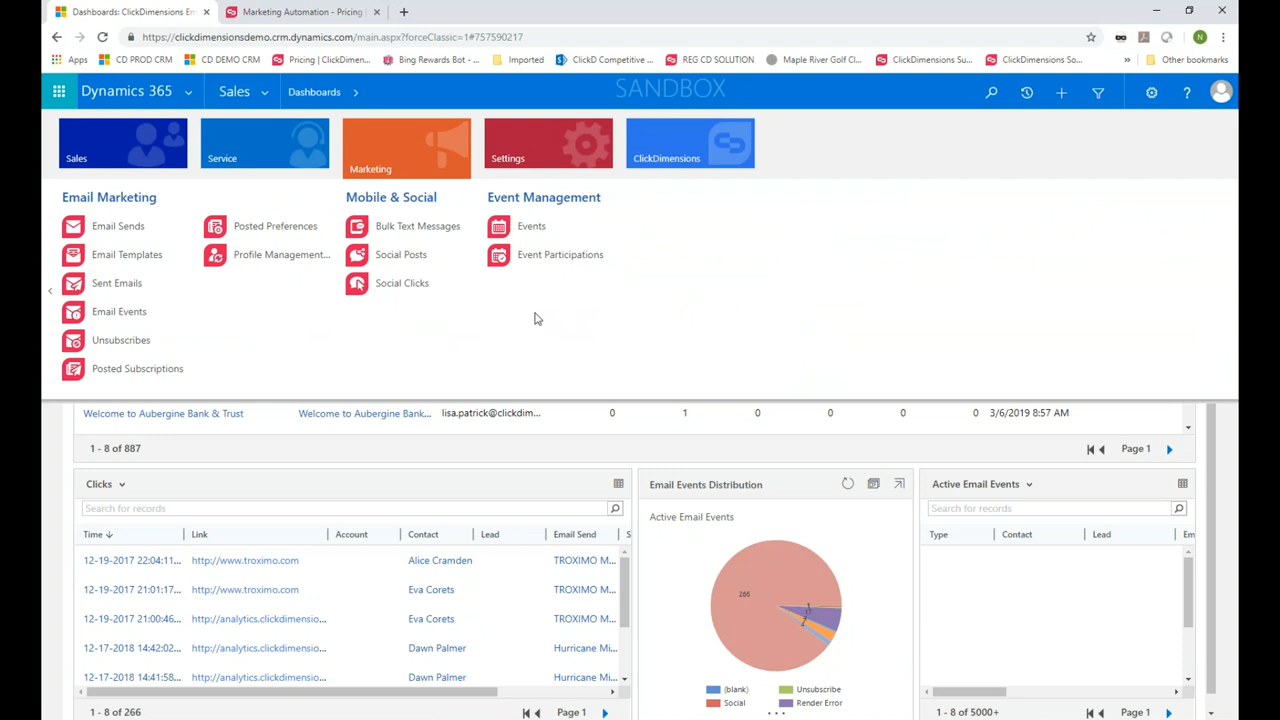 Dashboards: ClickDimensions En
Marketing Automation - Pricing |
https://clickdimensionsdemo.crm.dynamics.com/main.aspx?forceClassic=1#757590217
N
Apps CD PROD CRM CD DEMO CRM Pricing | ClickDimen... Bing Rewards Bot - ... Imported ClickD Competitive ... REG CD SOLUTION Maple River Golf Cl... ClickDimensions Su... ClickDimensions So... » Other bookmarks
Dynamics 365 Sales Dashboards SANDBOX
Sales Service Marketing Settings ClickDimensions
Email Marketing Mobile & Social Event Management
Email Sends Posted Preferences Bulk Text Messages Events
Email Templates Profile Management... Social Posts Event Participations
Sent Emails Social Clicks
Email Events
Unsubscribes
Posted Subscriptions
Welcome to Aubergine Bank & Trust Welcome to Aubergine Bank... lisa.patrick@clickdim... 0 1 0 0 0 0 3/6/2019 8:57 AM
1 - 8 of 887 Page 1
Clicks Email Events Distribution Active Email Events
Search for records Active Email Events Search for records
Time Link Account Contact Lead Email Send S Type Contact Lead Em
12-19-2017 22:04:11... http://www.troximo.com Alice Cramden TROXIMO M...
12-19-2017 21:01:17... http://www.troximo.com Eva Corets TROXIMO M...
266
12-19-2017 21:00:46... http://analytics.clickdimensio... Eva Corets TROXIMO M...
12-17-2018 14:42:02... http://analytics.clickdimensio... Dawn Palmer Hurricane Mi...
12-17-2018 14:41:58... http://analytics.clickdimensio... Dawn Palmer Hurricane Mi...
(blank) Unsubscribe
Social Render Error
1 - 8 of 266 Page 1 1 - 8 of 5000+ Page 1